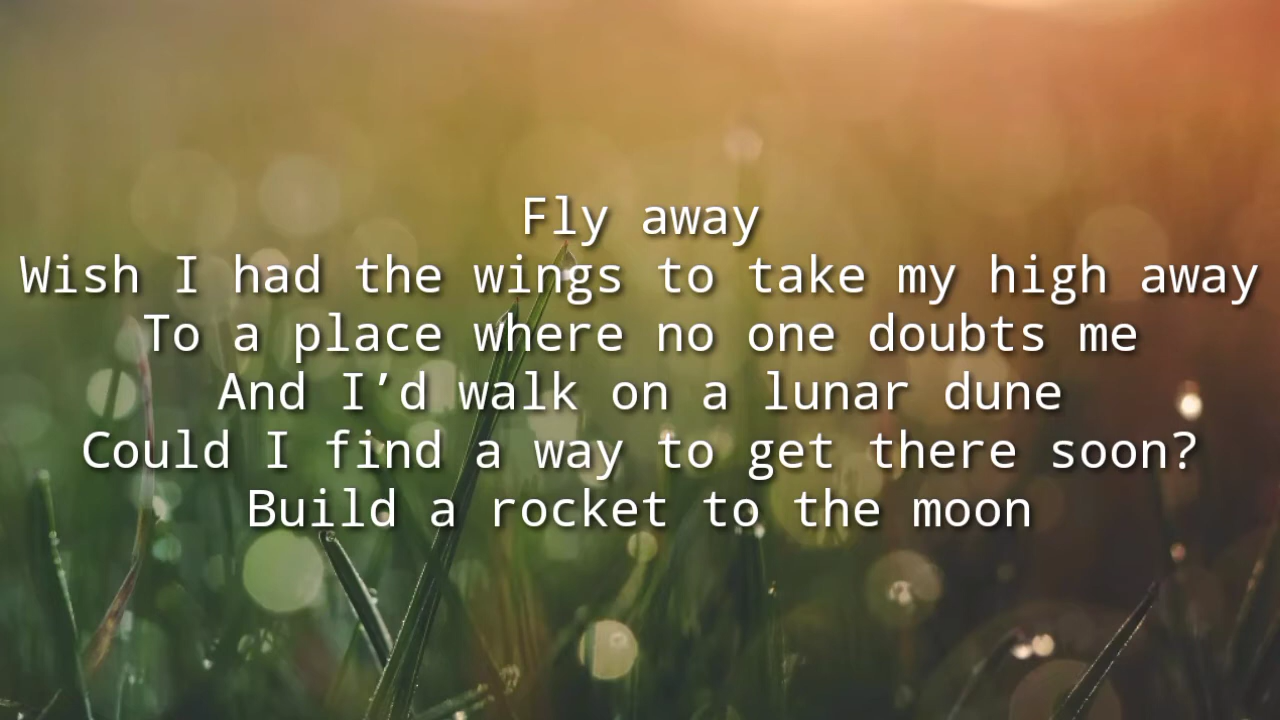 Fly away
Wish I had the wings to take my high away
To a place where no one doubts me
And I’d walk on a lunar dune
Could I find a way to get there soon?
Build a rocket to the moon